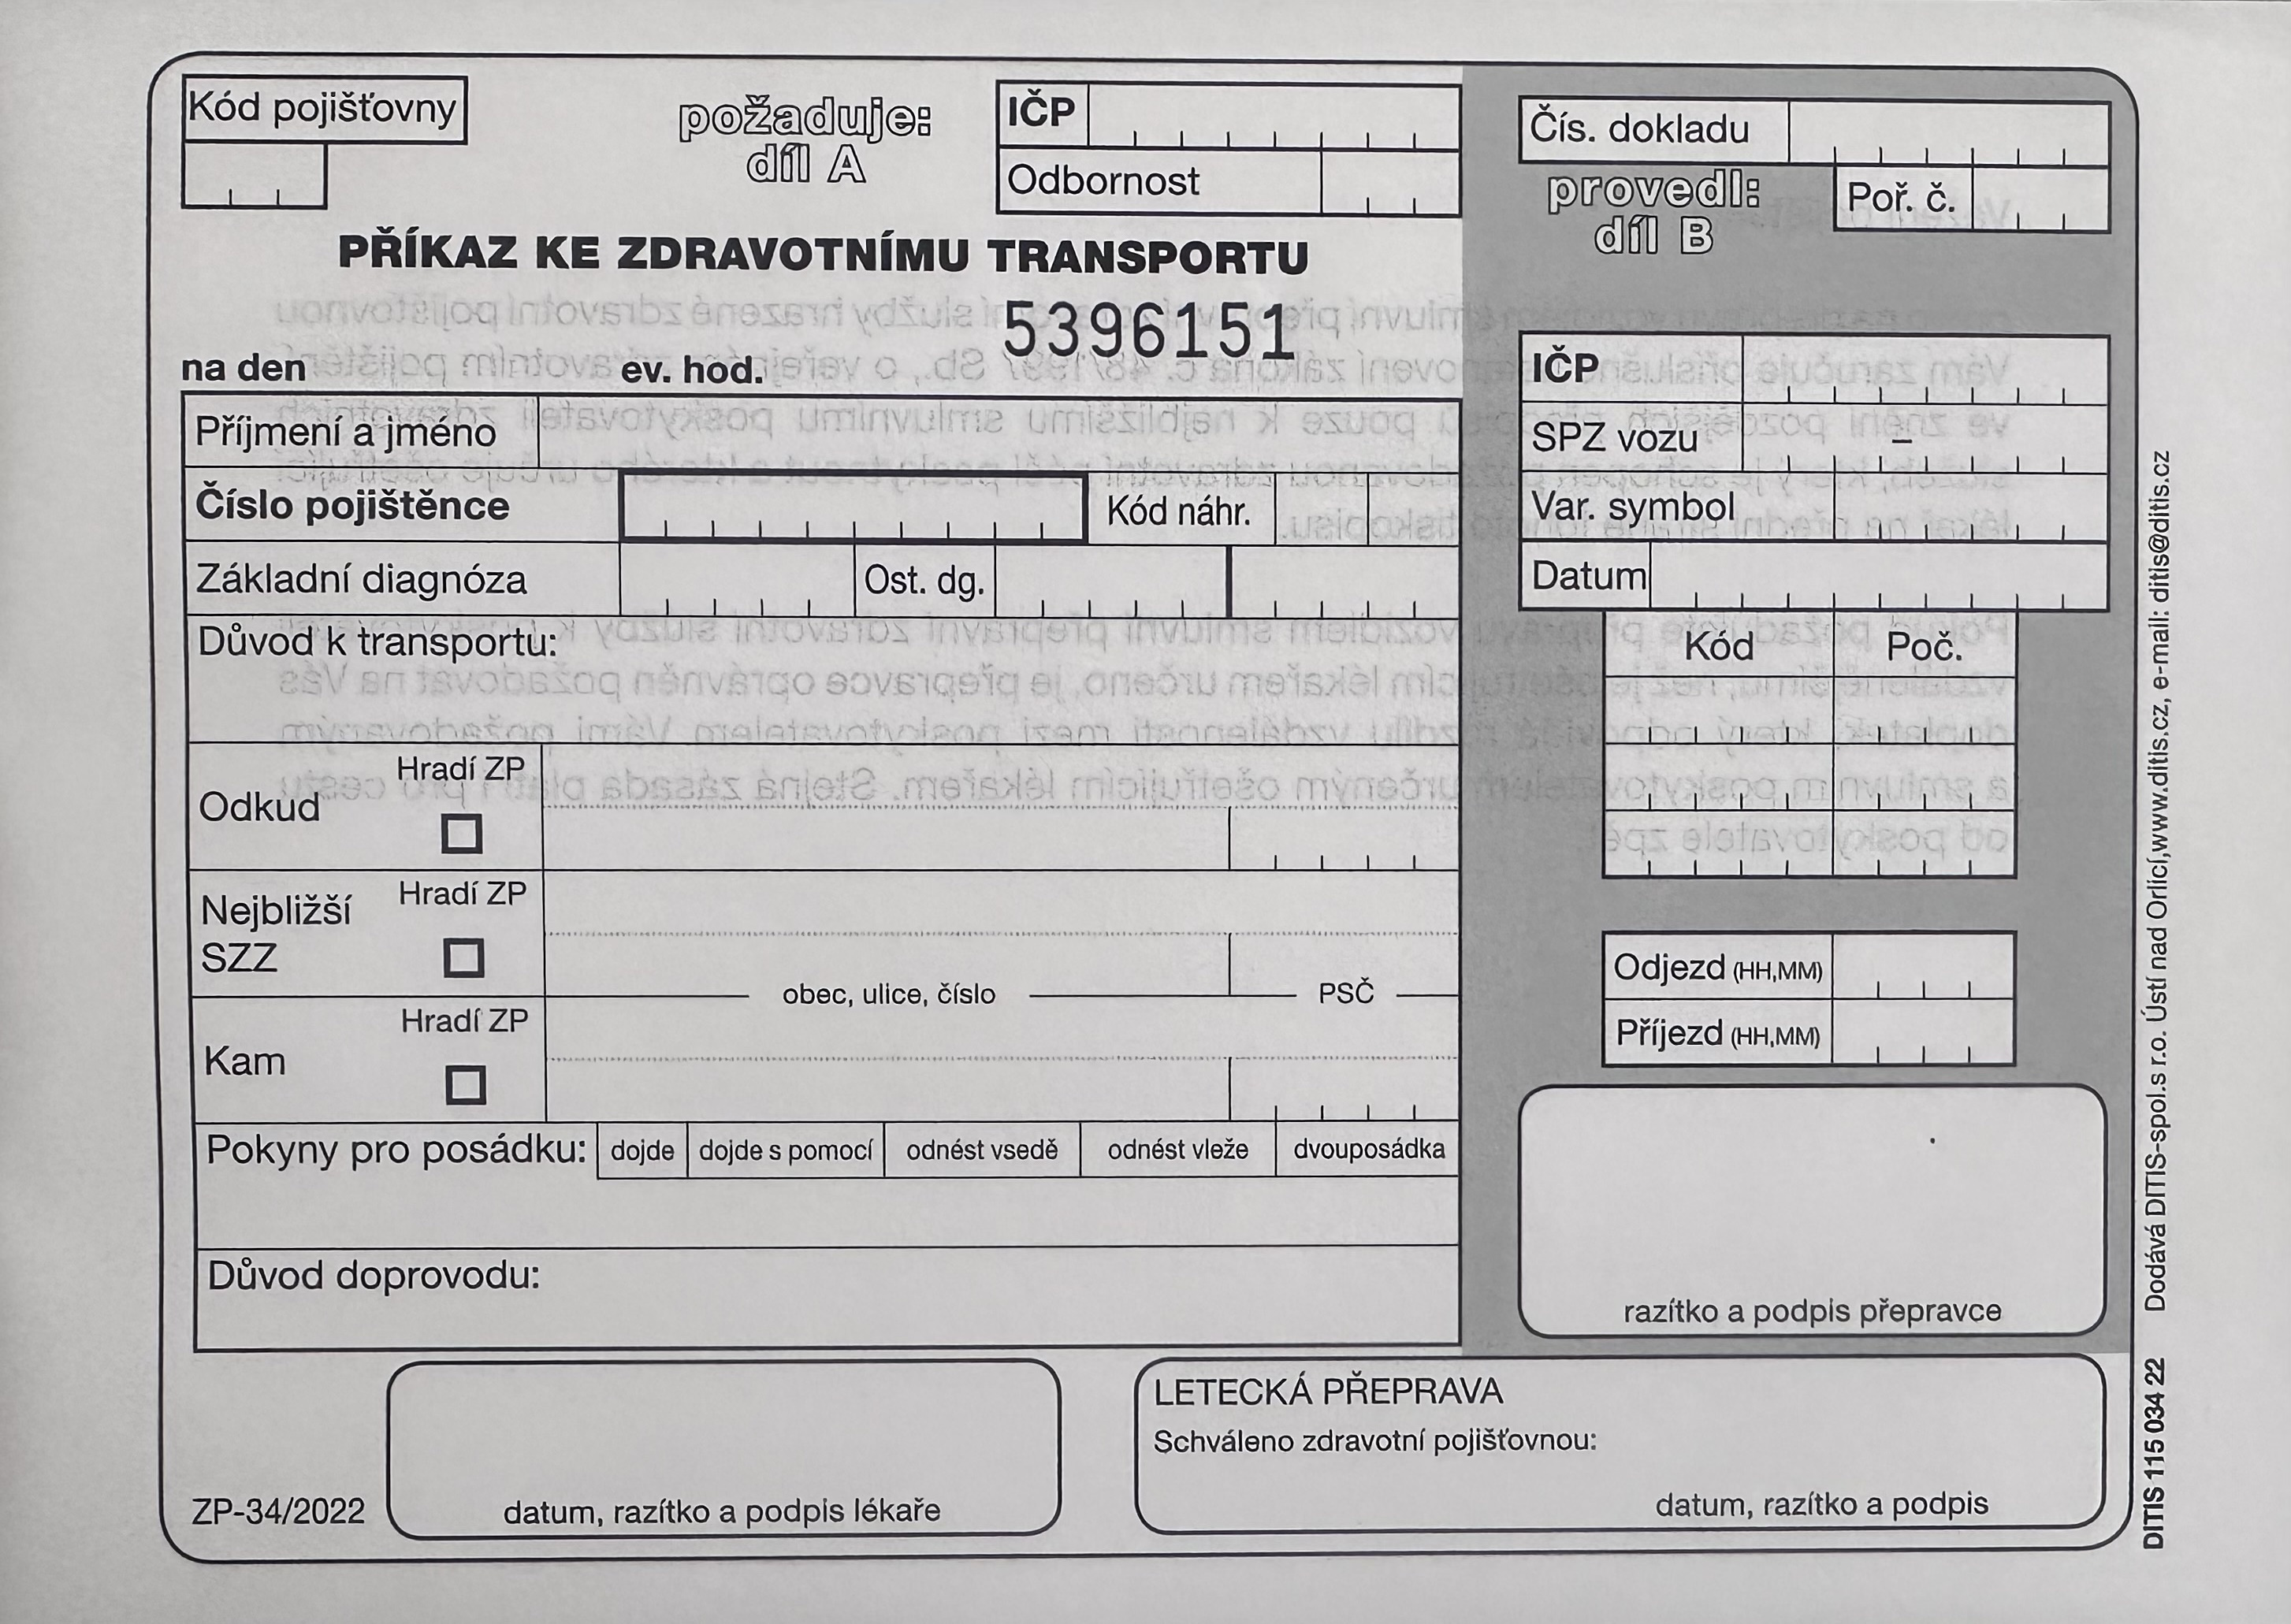 Kód pojišťovny
požaduje:
díl A
IČP
Odbornost
PŘÍKAZ KE ZDRAVOTNÍMU TRANSPORTU
5396151
na den
ev. hod.
Příjmení a jméno
Číslo pojištěnce
Kód náhr.
Základní diagnóza
Ost. dg.
Důvod k transportu:
Odkud
Hradí ZP
Nejbližší
SZZ
Hradí ZP
obec, ulice, číslo
PSČ
Kam
Hradí ZP
Pokyny pro posádku:
dojde
dojde s pomocí
odnést vsedě
odnést vleže
dvouposádka
Důvod doprovodu:
ZP-34/2022
datum, razítko a podpis lékaře
LETECKÁ PŘEPRAVA
Schváleno zdravotní pojišťovnou:
datum, razítko a podpis
Čís. dokladu
provedl:
díl B
Poř. č.
IČP
SPZ vozu –
Var. symbol
Datum
Kód
Poč.
Odjezd (HH,MM)
Příjezd (HH,MM)
razítko a podpis přepravce
DITIS 115 034 22 Dodává DITIS-spol.s r.o. Ústí nad Orlicí,www.ditis.cz, e-mail: ditis@ditis.cz